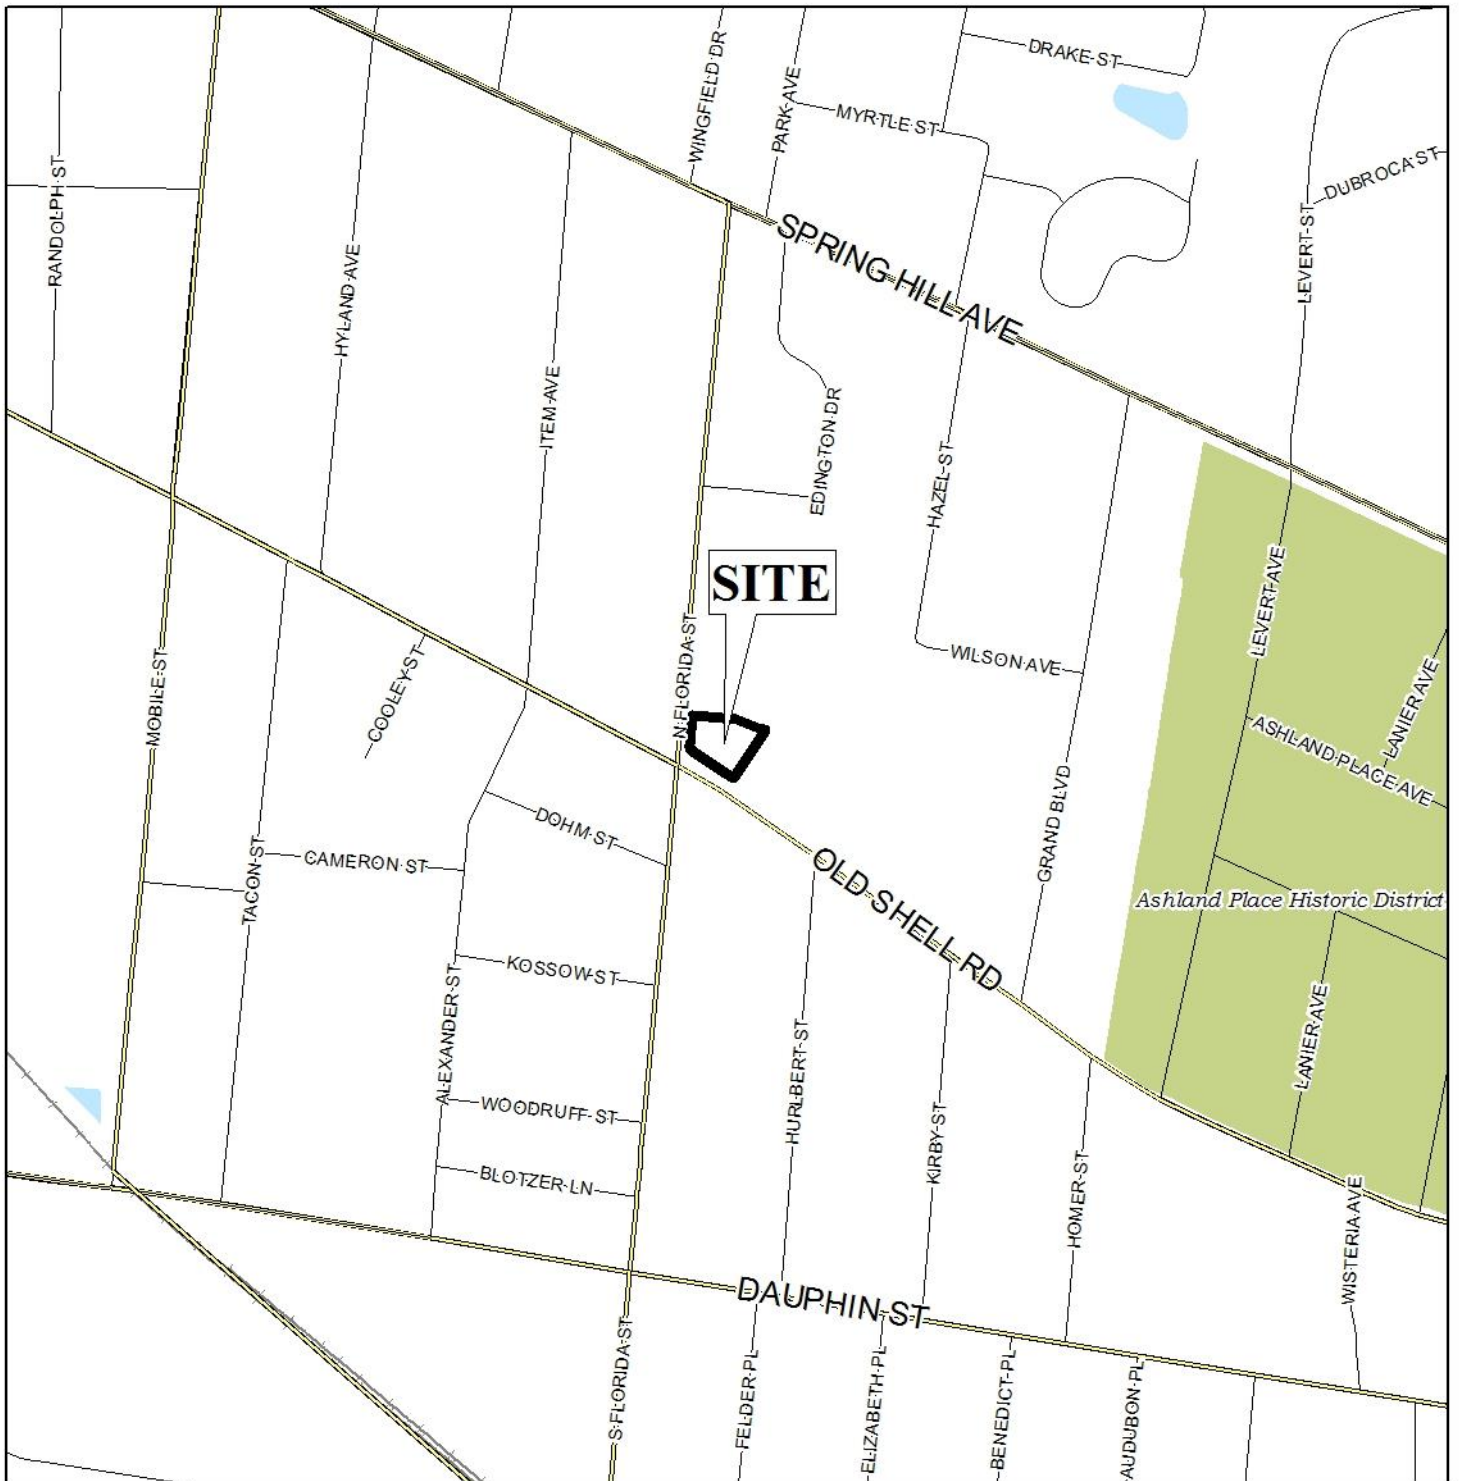 DRAKE ST
WINGFIELD DR
PARK AVE
MYRTLE ST
DUBROCA ST
RANDOLPH ST
HYLAND AVE
SPRING HILL AVE
LEVERT ST
ITEM AVE
EDINGTON DR
HAZEL ST
SITE
LEVERT AVE
N FLORIDA ST
WILSON AVE
MOBILE ST
COOLEY ST
LANIER AVE
ASHLAND PLACE AVE
GRAND BLVD
DOHM ST
CAMERON ST
TACON ST
OLD SHELL RD
Ashland Place Historic District
KOSSOW ST
ALEXANDER ST
HURLBERT ST
LANIER AVE
WOODRUFF ST
KIRBY ST
BLOTZER LN
HOMER ST
WISTERIA AVE
DAUPHIN ST
S FLORIDA ST
FELDER PL
ELIZABETH PL
BENEDICT PL
AUDUBON PL